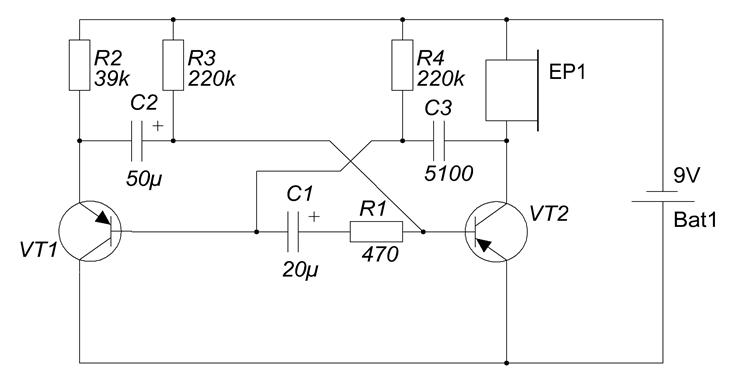 R2
39k
R3
220k
R4
220k
EP1
C2
+
50µ
C3
5100
9V
Bat1
VT1
C1
+
20µ
R1
470
VT2